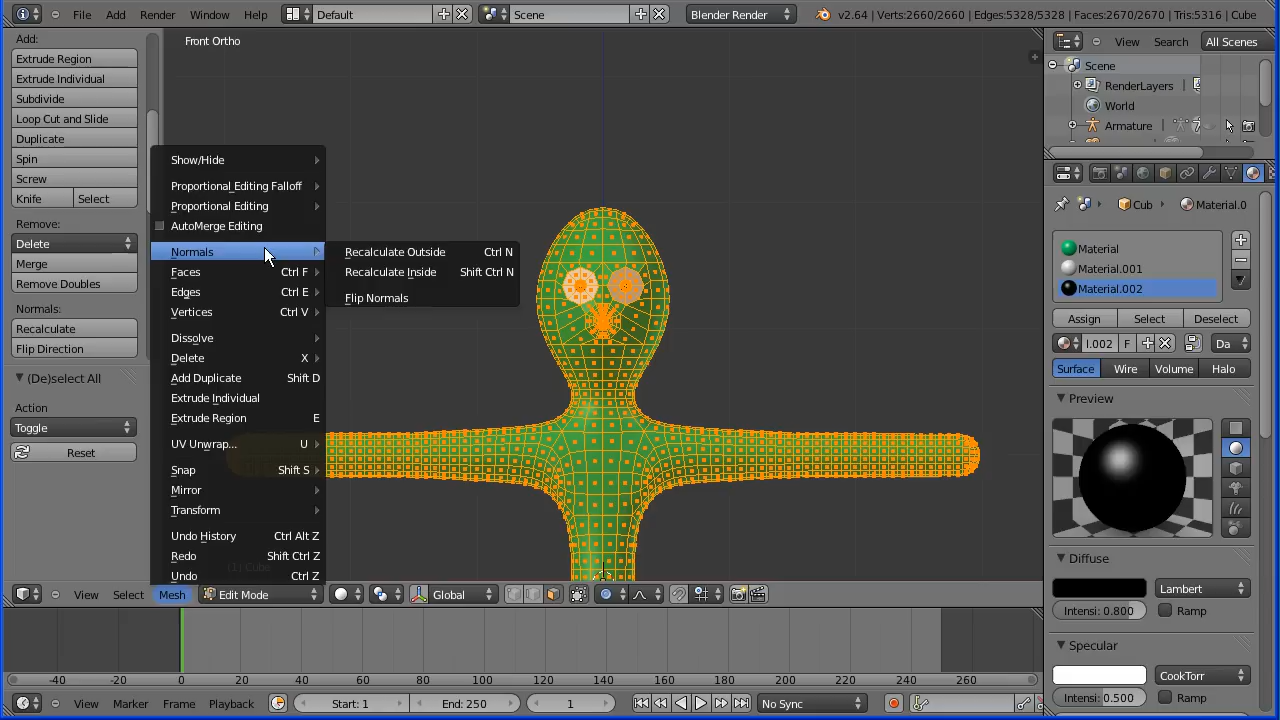 File Add Render Window Help Default Scene Blender Render v2.64 | Verts:2660/2660 | Edges:5328/5328 | Faces:2670/2670 | Tris:5316 | Cube
Add:
Extrude Region
Extrude Individual
Subdivide
Loop Cut and Slide
Duplicate
Spin
Screw
Knife Select
Remove:
Delete
Merge
Remove Doubles
Normals:
Recalculate
Flip Direction
(De)select All
Action
Toggle
Reset
Front Ortho
Show/Hide
Proportional Editing Falloff
Proportional Editing
AutoMerge Editing
Normals
Faces Ctrl F
Edges Ctrl E
Vertices Ctrl V
Dissolve
Delete X
Add Duplicate Shift D
Extrude Individual
Extrude Region E
UV Unwrap... U
Snap Shift S
Mirror
Transform
Undo History Ctrl Alt Z
Redo Shift Ctrl Z
Undo Ctrl Z
Recalculate Outside Ctrl N
Recalculate Inside Shift Ctrl N
Flip Normals
(1) Cube
View Select Mesh Edit Mode Global
-40 -20 0 20 40 60 80 100 120 140 160 180 200 220 240 260
View Marker Frame Playback Start: 1 End: 250 1 No Sync
View Search All Scenes
Scene
RenderLayers
World
Armature
Cub Material.0
Material
Material.001
Material.002
Assign Select Deselect
l.002 F Da
Surface Wire Volume Halo
Preview
Diffuse
Lambert
Intensi: 0.800 Ramp
Specular
CookTorr
Intensi: 0.500 Ramp